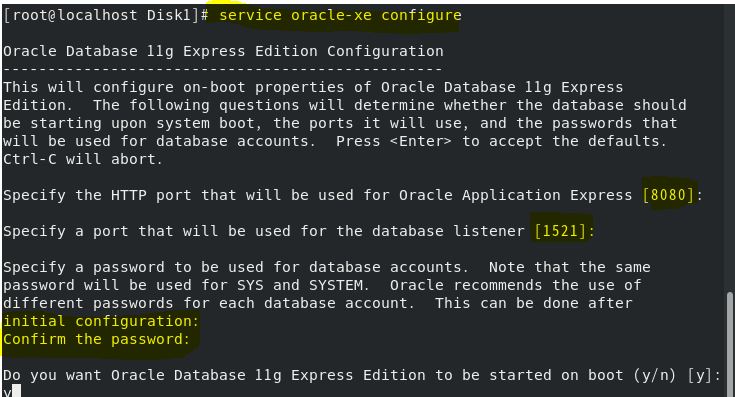 [root@localhost Disk1]# service oracle-xe configure
Oracle Database 11g Express Edition Configuration
-------------------------------------------------
This will configure on-boot properties of Oracle Database 11g Express
Edition.  The following questions will determine whether the database should
be starting upon system boot, the ports it will use, and the passwords that
will be used for database accounts.  Press <Enter> to accept the defaults.
Ctrl-C will abort.
Specify the HTTP port that will be used for Oracle Application Express [8080]:
Specify a port that will be used for the database listener [1521]:
Specify a password to be used for database accounts.  Note that the same
password will be used for SYS and SYSTEM.  Oracle recommends the use of
different passwords for each database account.  This can be done after
initial configuration:
Confirm the password:
Do you want Oracle Database 11g Express Edition to be started on boot (y/n) [y]:
y